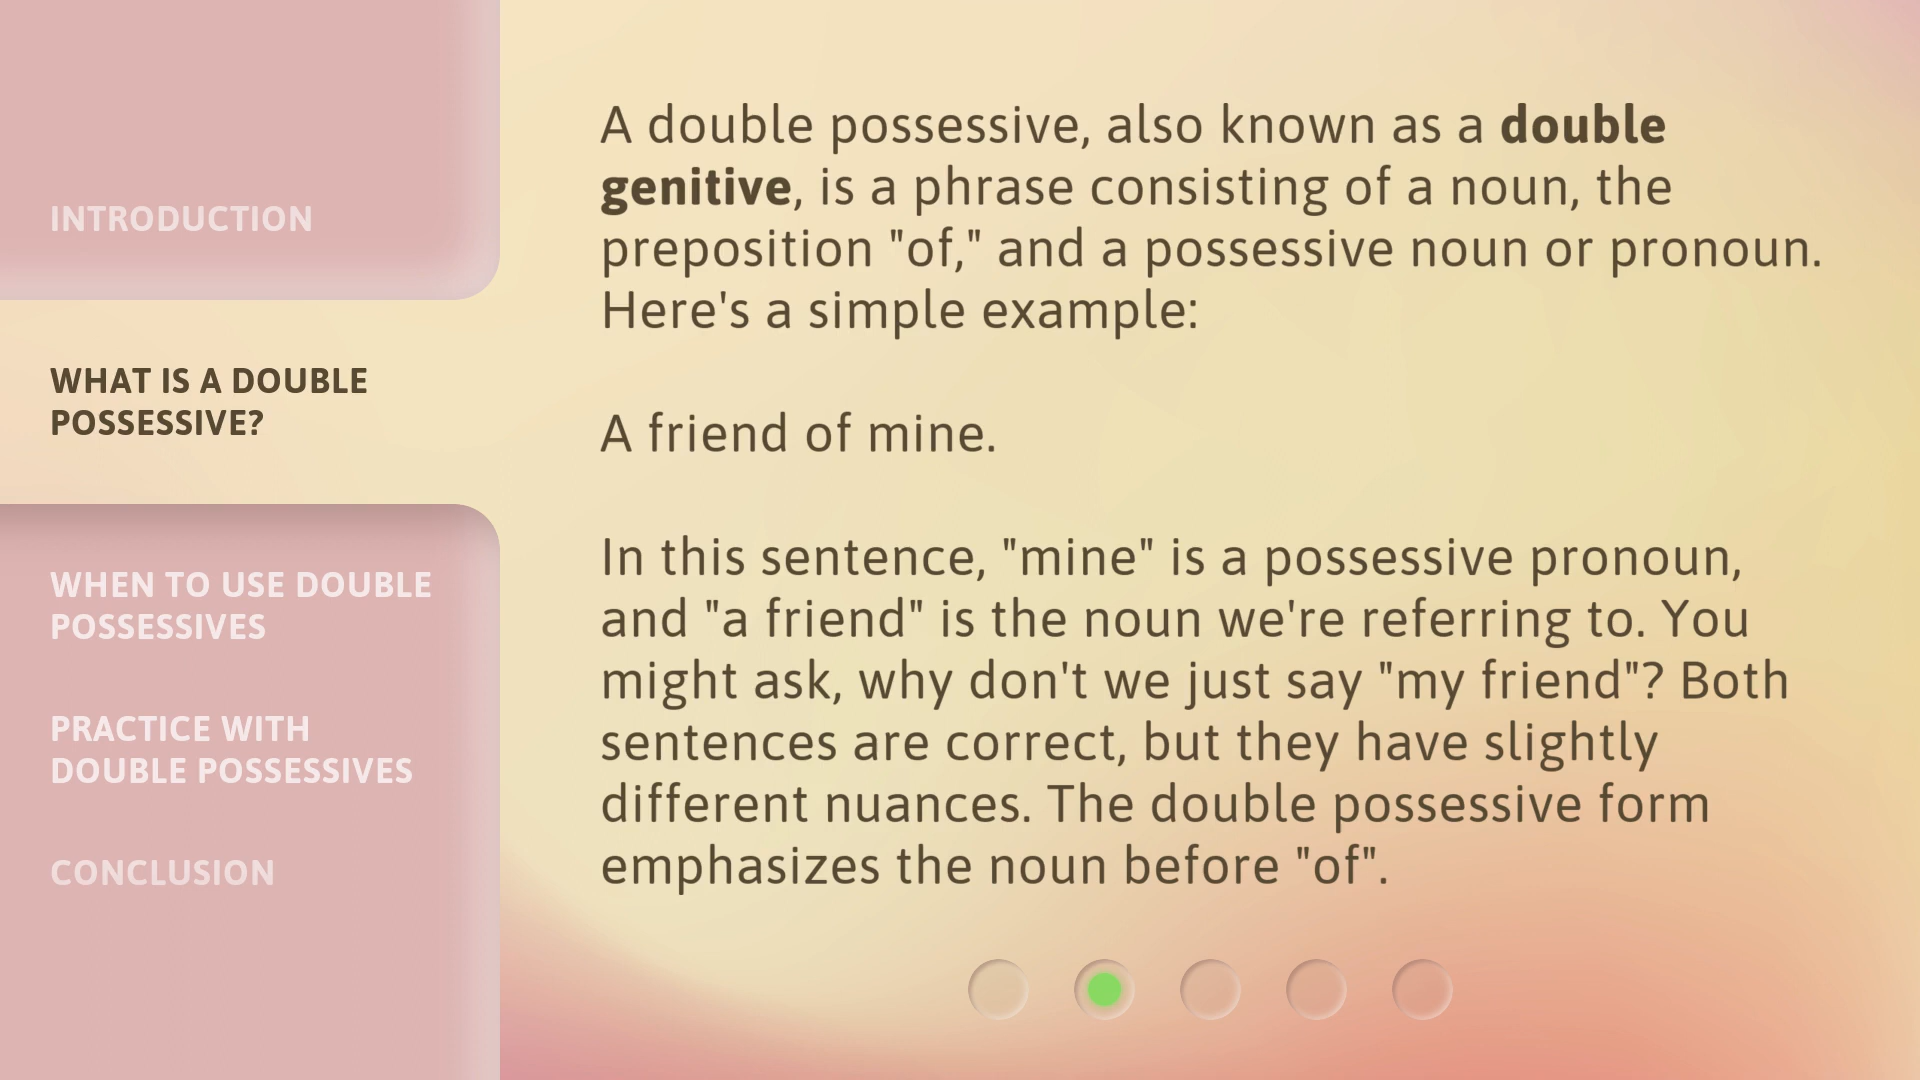 INTRODUCTION
WHAT IS A DOUBLE
POSSESSIVE?
WHEN TO USE DOUBLE
POSSESSIVES
PRACTICE WITH
DOUBLE POSSESSIVES
CONCLUSION
A double possessive, also known as a double
genitive, is a phrase consisting of a noun, the
preposition "of," and a possessive noun or pronoun.
Here's a simple example:
A friend of mine.
In this sentence, "mine" is a possessive pronoun,
and "a friend" is the noun we're referring to. You
might ask, why don't we just say "my friend"? Both
sentences are correct, but they have slightly
different nuances. The double possessive form
emphasizes the noun before "of".